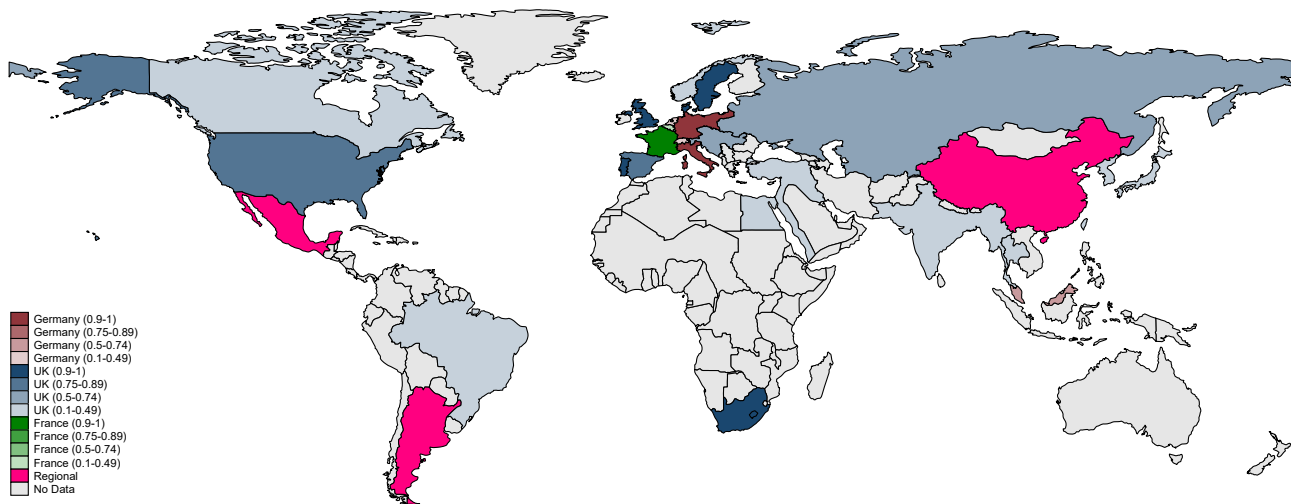 Germany (0.9-1)
Germany (0.75-0.89)
Germany (0.5-0.74)
Germany (0.1-0.49)
UK (0.9-1)
UK (0.75-0.89)
UK (0.5-0.74)
UK (0.1-0.49)
France (0.9-1)
France (0.75-0.89)
France (0.5-0.74)
France (0.1-0.49)
Regional
No Data